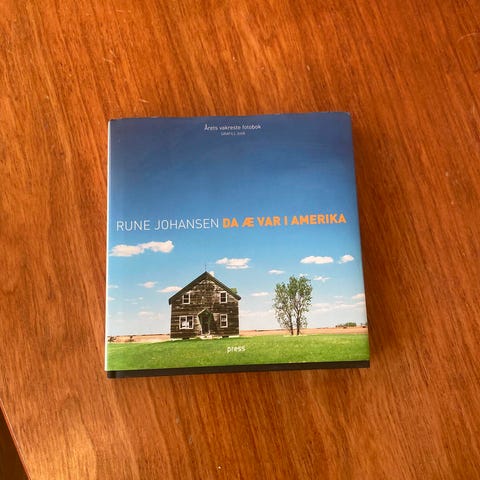 Årets vakreste fotobok
RUNE JOHANSEN DA Æ VAR I AMERIKA
press